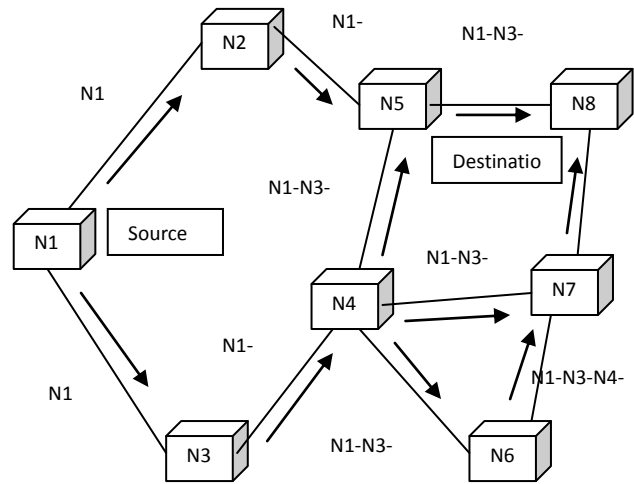 N1-
N1-N3-
N2
N1
N5
N8
Destinatio
N1-N3-
N1
Source
N1-N3-
N4
N7
N1-
N1
N1-N3-N4-
N3
N1-N3-
N6